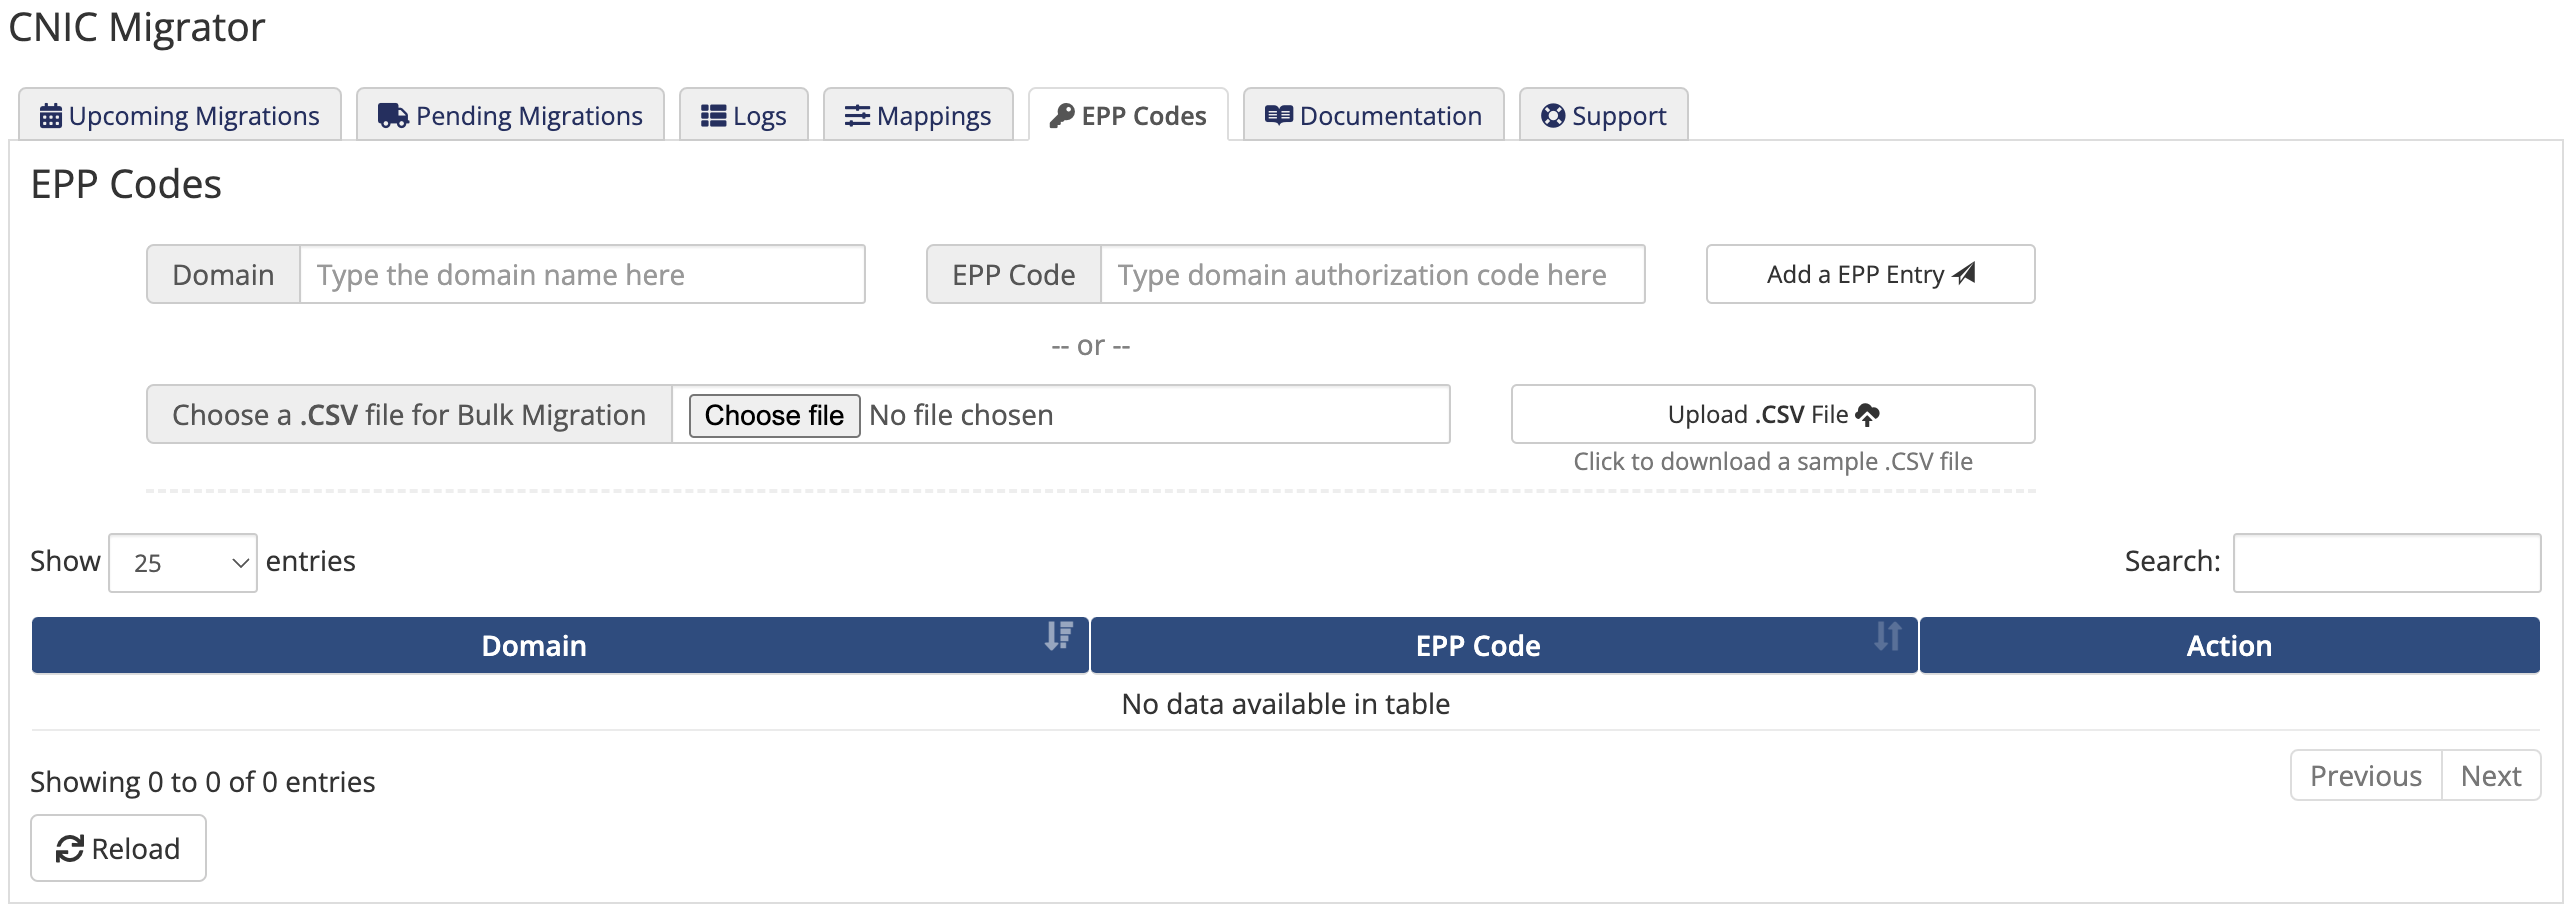 CNIC Migrator
Upcoming Migrations Pending Migrations Logs Mappings EPP Codes Documentation Support
EPP Codes
Domain Type the domain name here EPP Code Type domain authorization code here Add a EPP Entry
-- or --
Choose a .CSV file for Bulk Migration Choose file No file chosen Upload .CSV File
Click to download a sample .CSV file
Show 25 entries Search:
Domain EPP Code Action
No data available in table
Showing 0 to 0 of 0 entries Previous Next
Reload